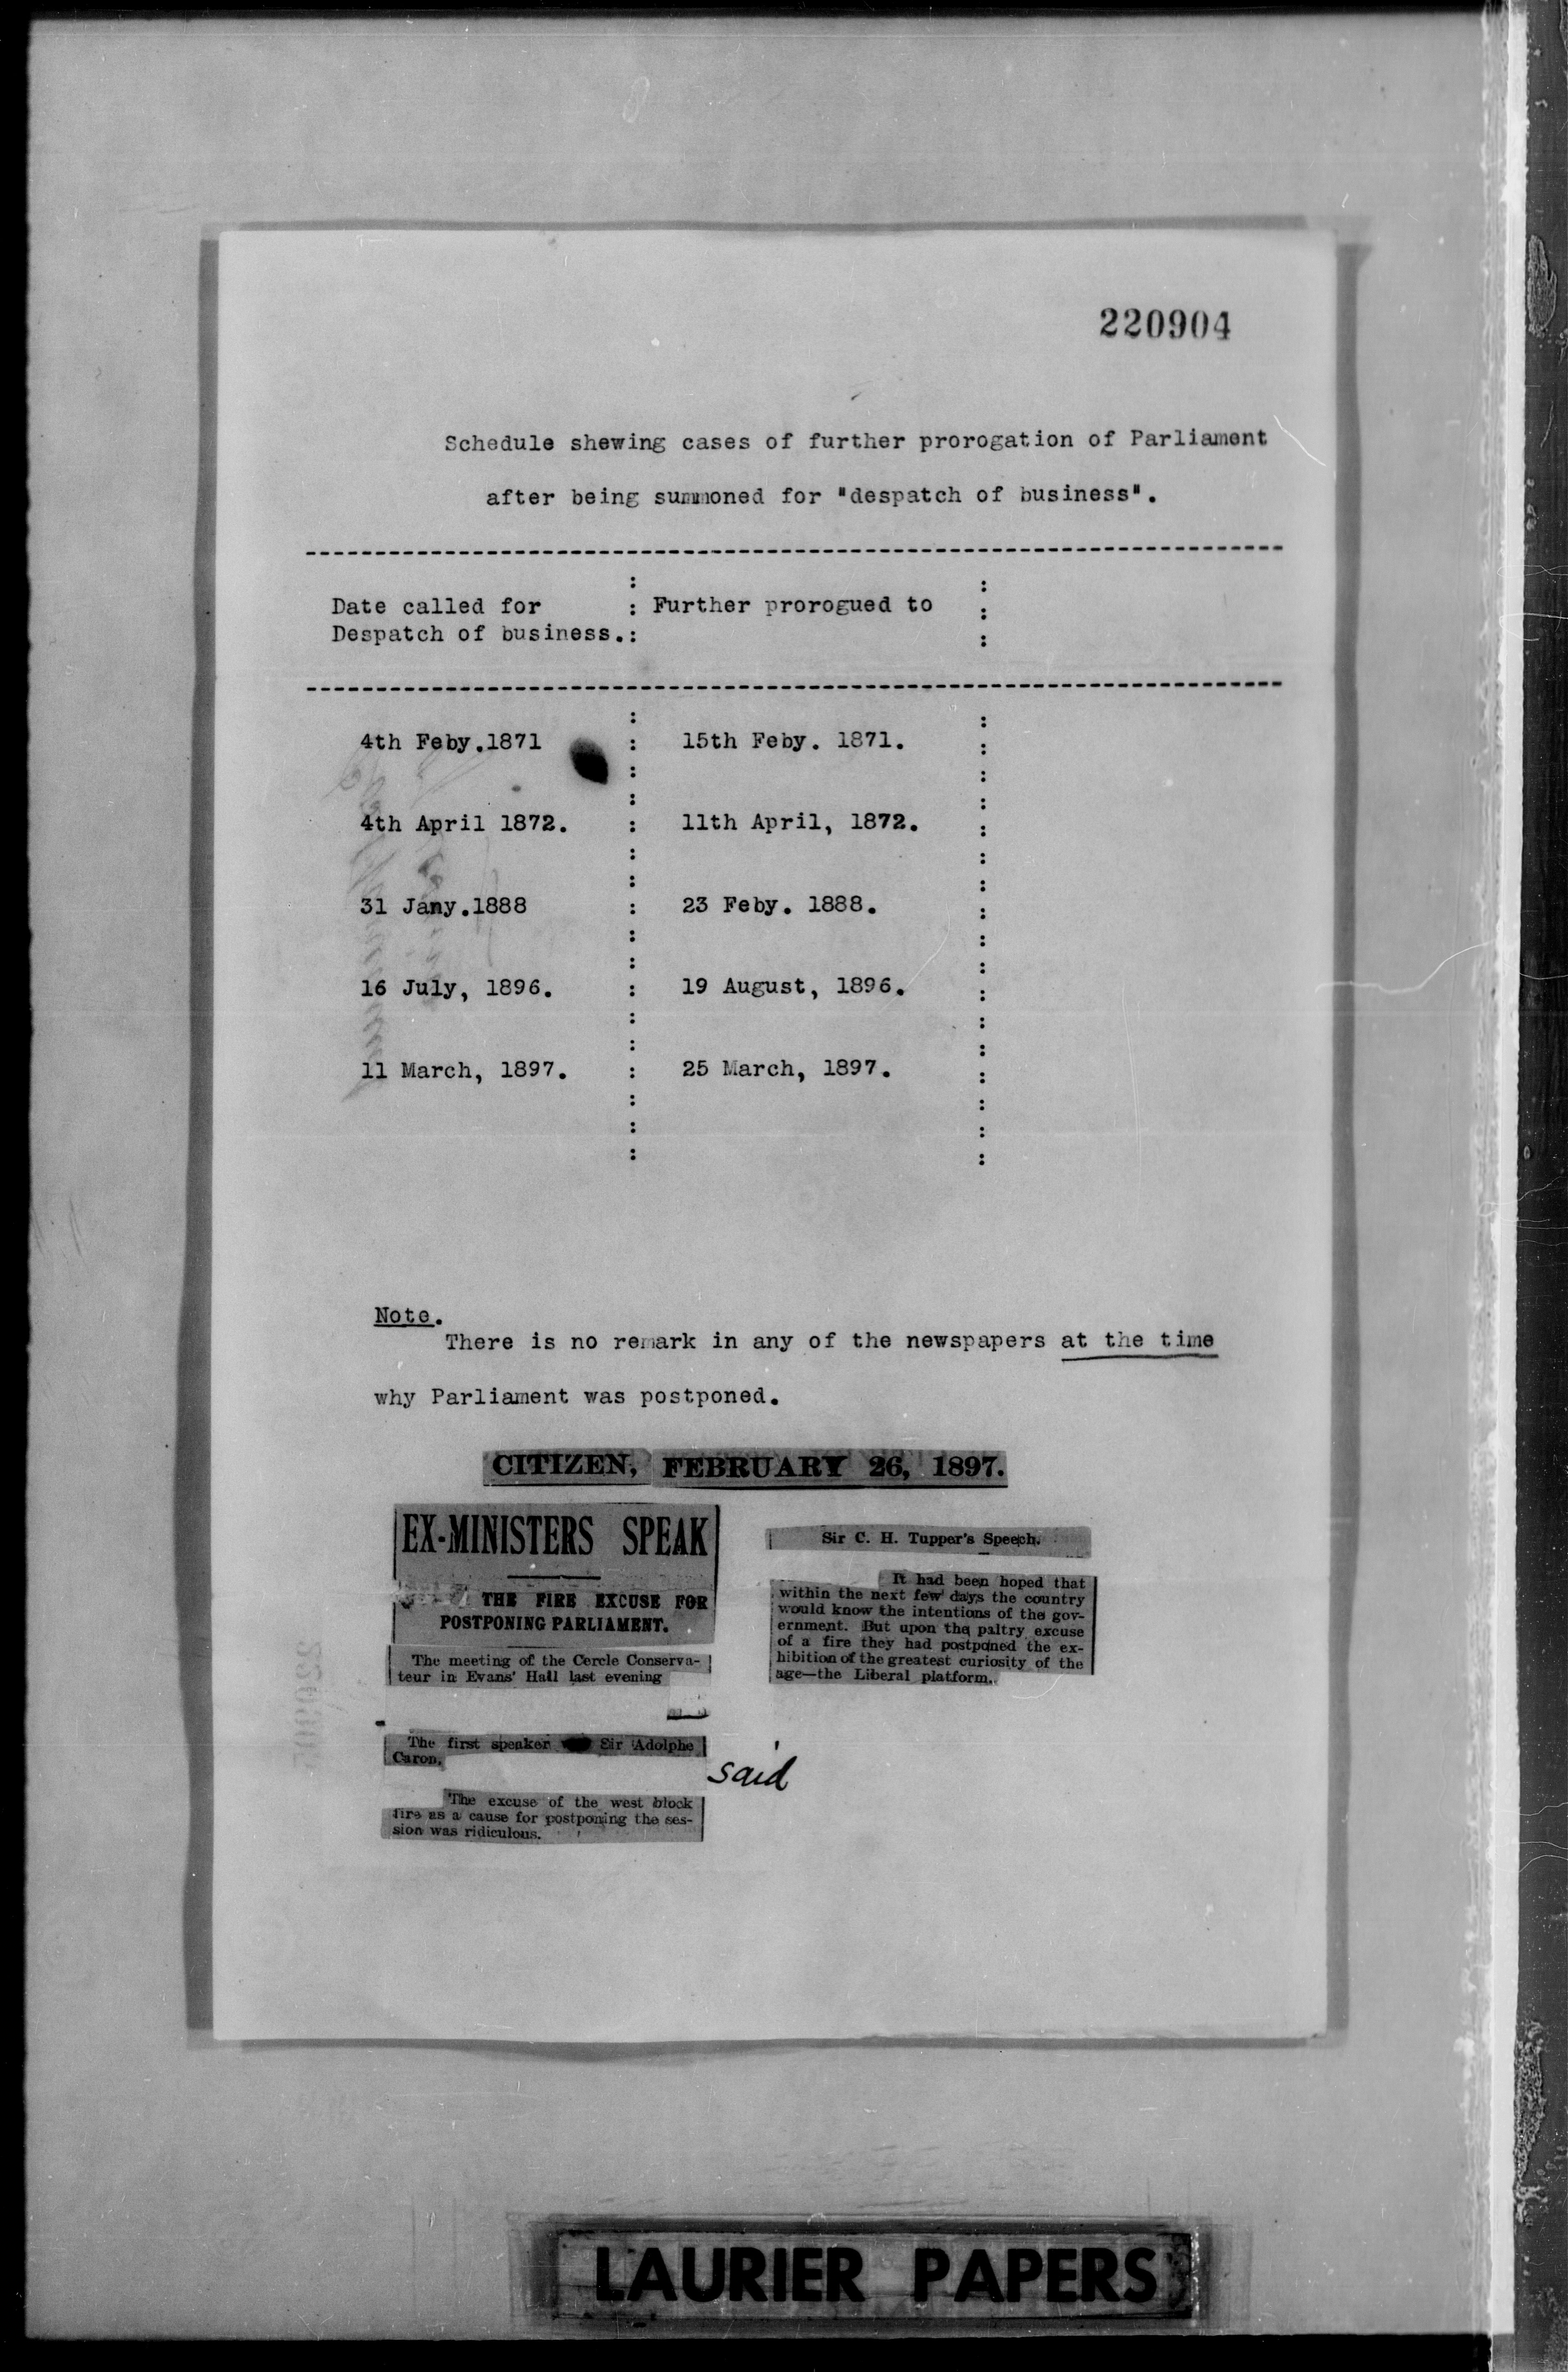 220904
Schedule shewing cases of further prorogation of Parliament
after being summoned for "despatch of business".
Date called for : Further prorogued to :
Despatch of business. :
4th Feby.1871 : 15th Feby. 1871. :
4th April 1872. : 11th April, 1872. :
31 Jany.1888 : 23 Feby. 1888. :
16 July, 1896. : 19 August, 1896. :
11 March, 1897. : 25 March, 1897. :
Note.
There is no remark in any of the newspapers at the time
why Parliament was postponed.
CITIZEN, FEBRUARY 26, 1897.
EX-MINISTERS SPEAK
THE FIRE EXCUSE FOR
POSTPONING PARLIAMENT.
The meeting of the Cercle Conserva-
teur in Evans' Hall last evening
The first speaker Sir Adolphe
Caron.
said
The excuse of the west block
fire as a cause for postponing the ses-
sion was ridiculous.
Sir C. H. Tupper's Speech.
It had been hoped that
within the next few days the country
would know the intentions of the gov-
ernment. But upon the paltry excuse
of a fire they had postponed the ex-
hibition of the greatest curiosity of the
age—the Liberal platform.
LAURIER PAPERS